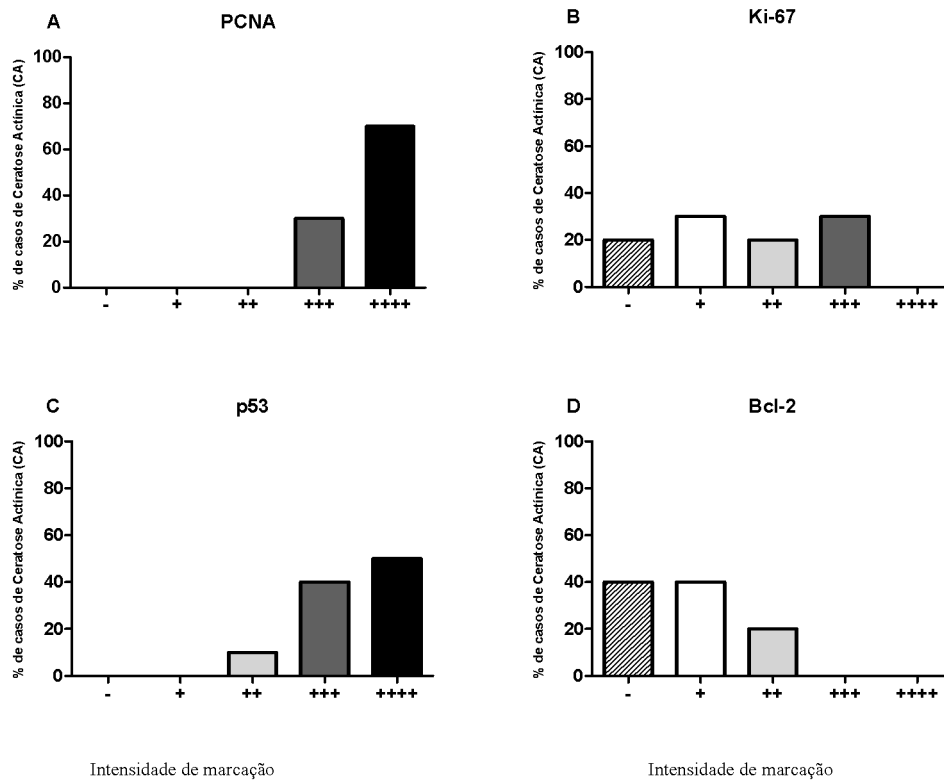 A PCNA
% de casos de Ceratose Actínica (CA)
100
80
60
40
20
0
- + ++ +++ ++++
B Ki-67
% de casos de Ceratose Actínica (CA)
100
80
60
40
20
0
- + ++ +++ ++++
C p53
% de casos de Ceratose Actínica (CA)
100
80
60
40
20
0
- + ++ +++ ++++
D Bcl-2
% de casos de Ceratose Actínica (CA)
100
80
60
40
20
0
- + ++ +++ ++++
Intensidade de marcação
Intensidade de marcação